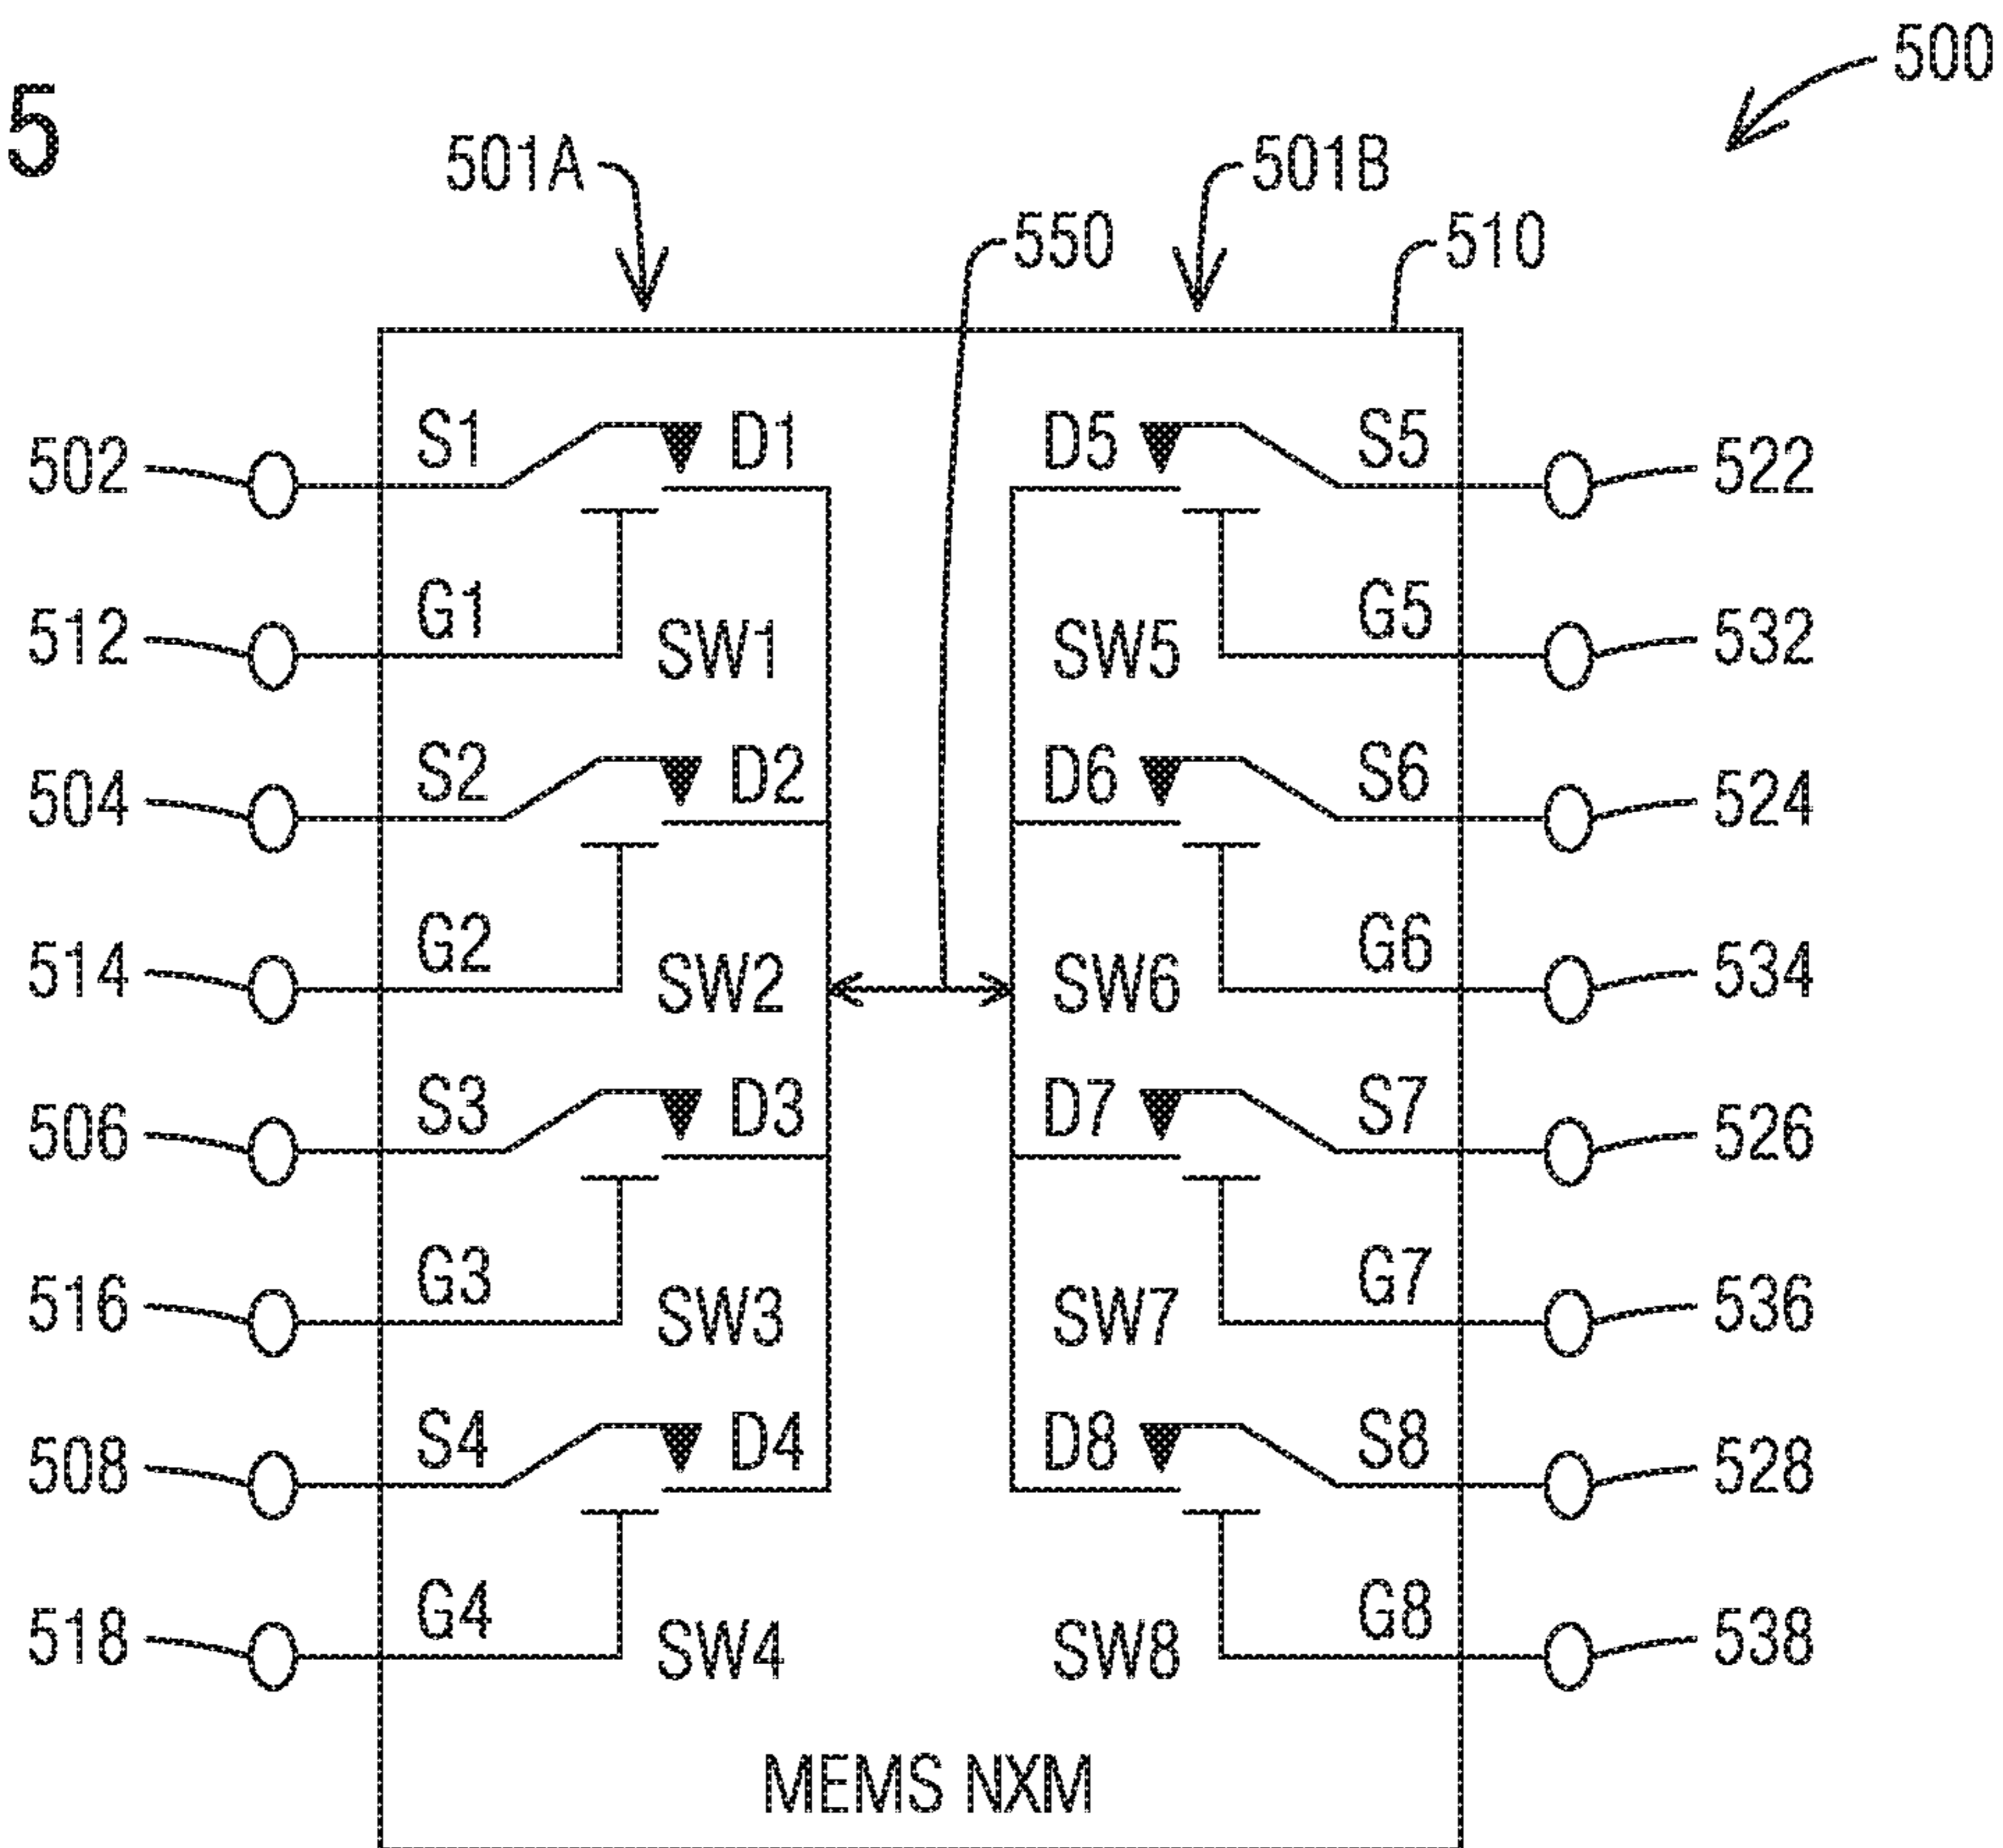 500
5
501A 501B
550 510
S1 D1 D5 S5
502 522
G1 G5
512 SW1 SW5 532
S2 D2 D6 S6
504 524
G2 G6
514 SW2 SW6 534
S3 D3 D7 S7
506 526
G3 G7
516 SW3 SW7 536
S4 D4 D8 S8
508 528
G4 G8
518 SW4 SW8 538
MEMS NXM